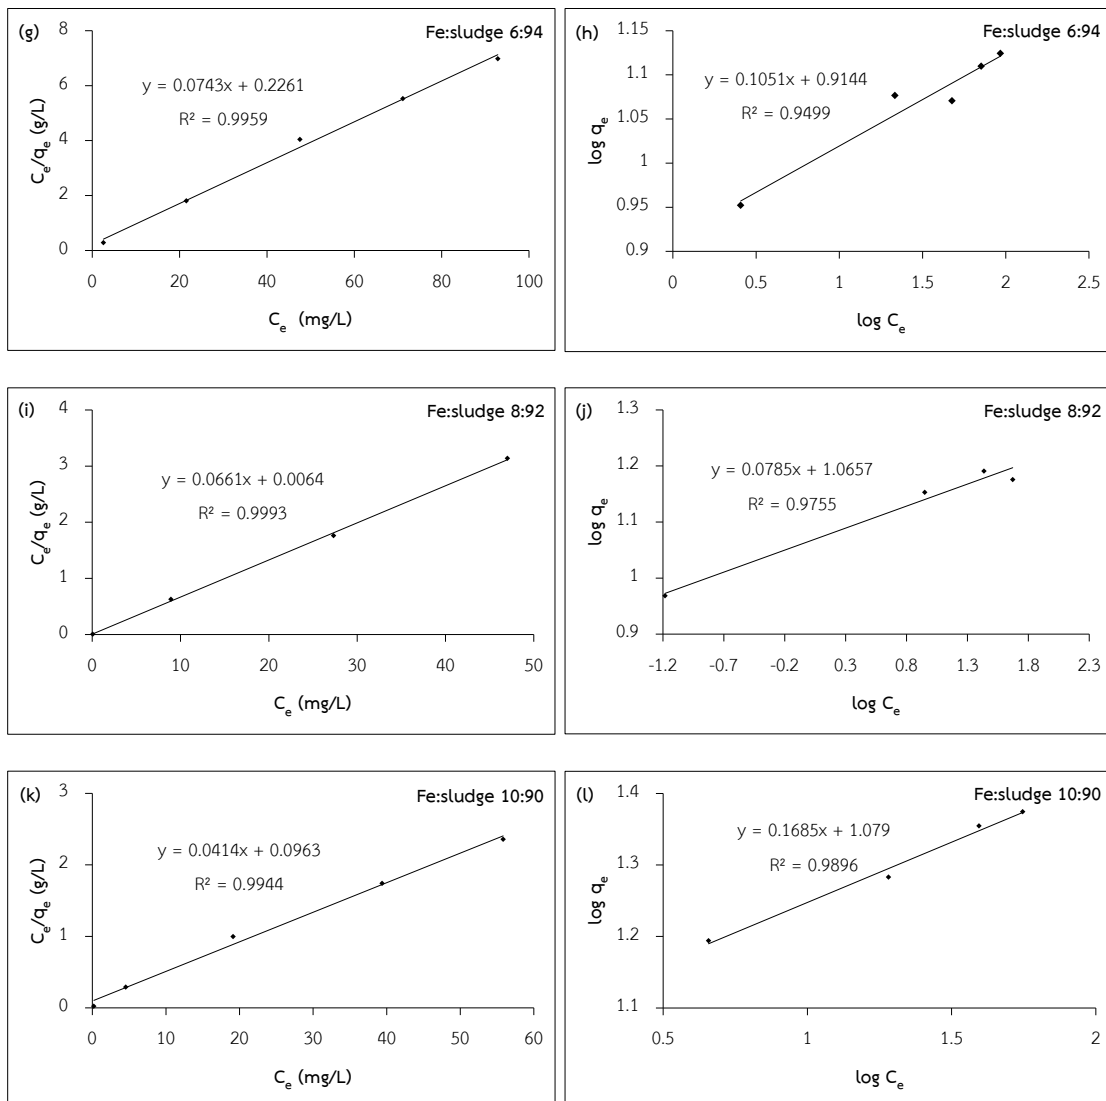 (g)
Fe:sludge 6:94
y = 0.0743x + 0.2261
R² = 0.9959
Cₑ/qₑ (g/L)
8
6
4
2
0
0 20 40 60 80 100
Cₑ (mg/L)
(h)
Fe:sludge 6:94
y = 0.1051x + 0.9144
R² = 0.9499
log qₑ
1.15
1.1
1.05
1
0.95
0.9
0 0.5 1 1.5 2 2.5
log Cₑ
(i)
Fe:sludge 8:92
y = 0.0661x + 0.0064
R² = 0.9993
Cₑ/qₑ (g/L)
4
3
2
1
0
0 10 20 30 40 50
Cₑ (mg/L)
(j)
Fe:sludge 8:92
y = 0.0785x + 1.0657
R² = 0.9755
log qₑ
1.3
1.2
1.1
1
0.9
-1.2 -0.7 -0.2 0.3 0.8 1.3 1.8 2.3
log Cₑ
(k)
Fe:sludge 10:90
y = 0.0414x + 0.0963
R² = 0.9944
Cₑ/qₑ (g/L)
3
2
1
0
0 10 20 30 40 50 60
Cₑ (mg/L)
(l)
Fe:sludge 10:90
y = 0.1685x + 1.079
R² = 0.9896
log qₑ
1.4
1.3
1.2
1.1
0.5 1 1.5 2
log Cₑ